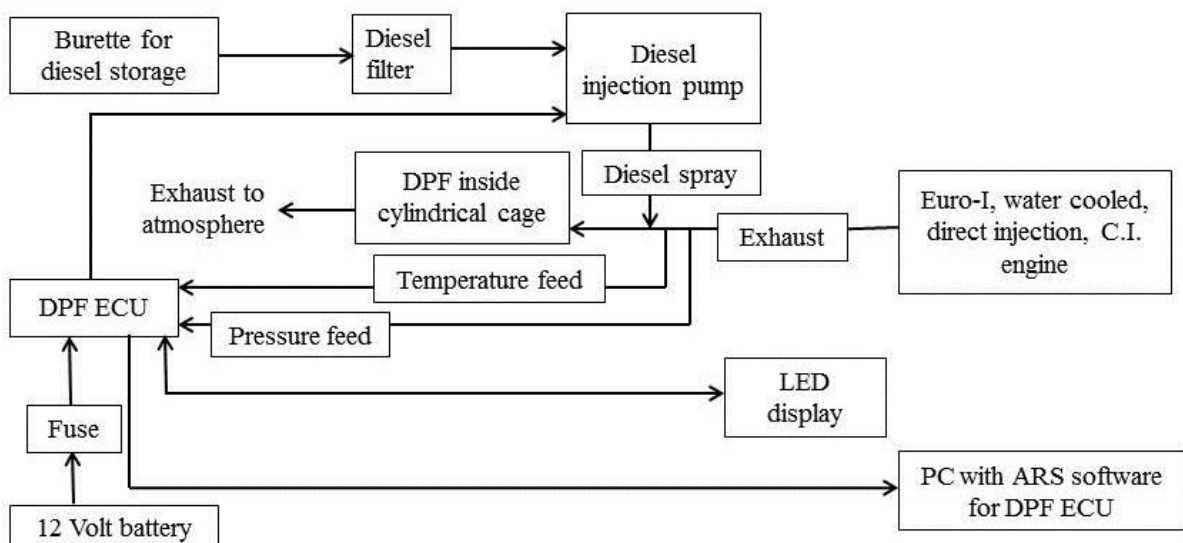 Burette for
diesel storage
Diesel
filter
Diesel
injection pump
Diesel spray
DPF inside
cylindrical cage
Exhaust to
atmosphere
Exhaust
Euro-I, water cooled,
direct injection, C.I.
engine
Temperature feed
DPF ECU
Pressure feed
LED
display
Fuse
PC with ARS software
for DPF ECU
12 Volt battery